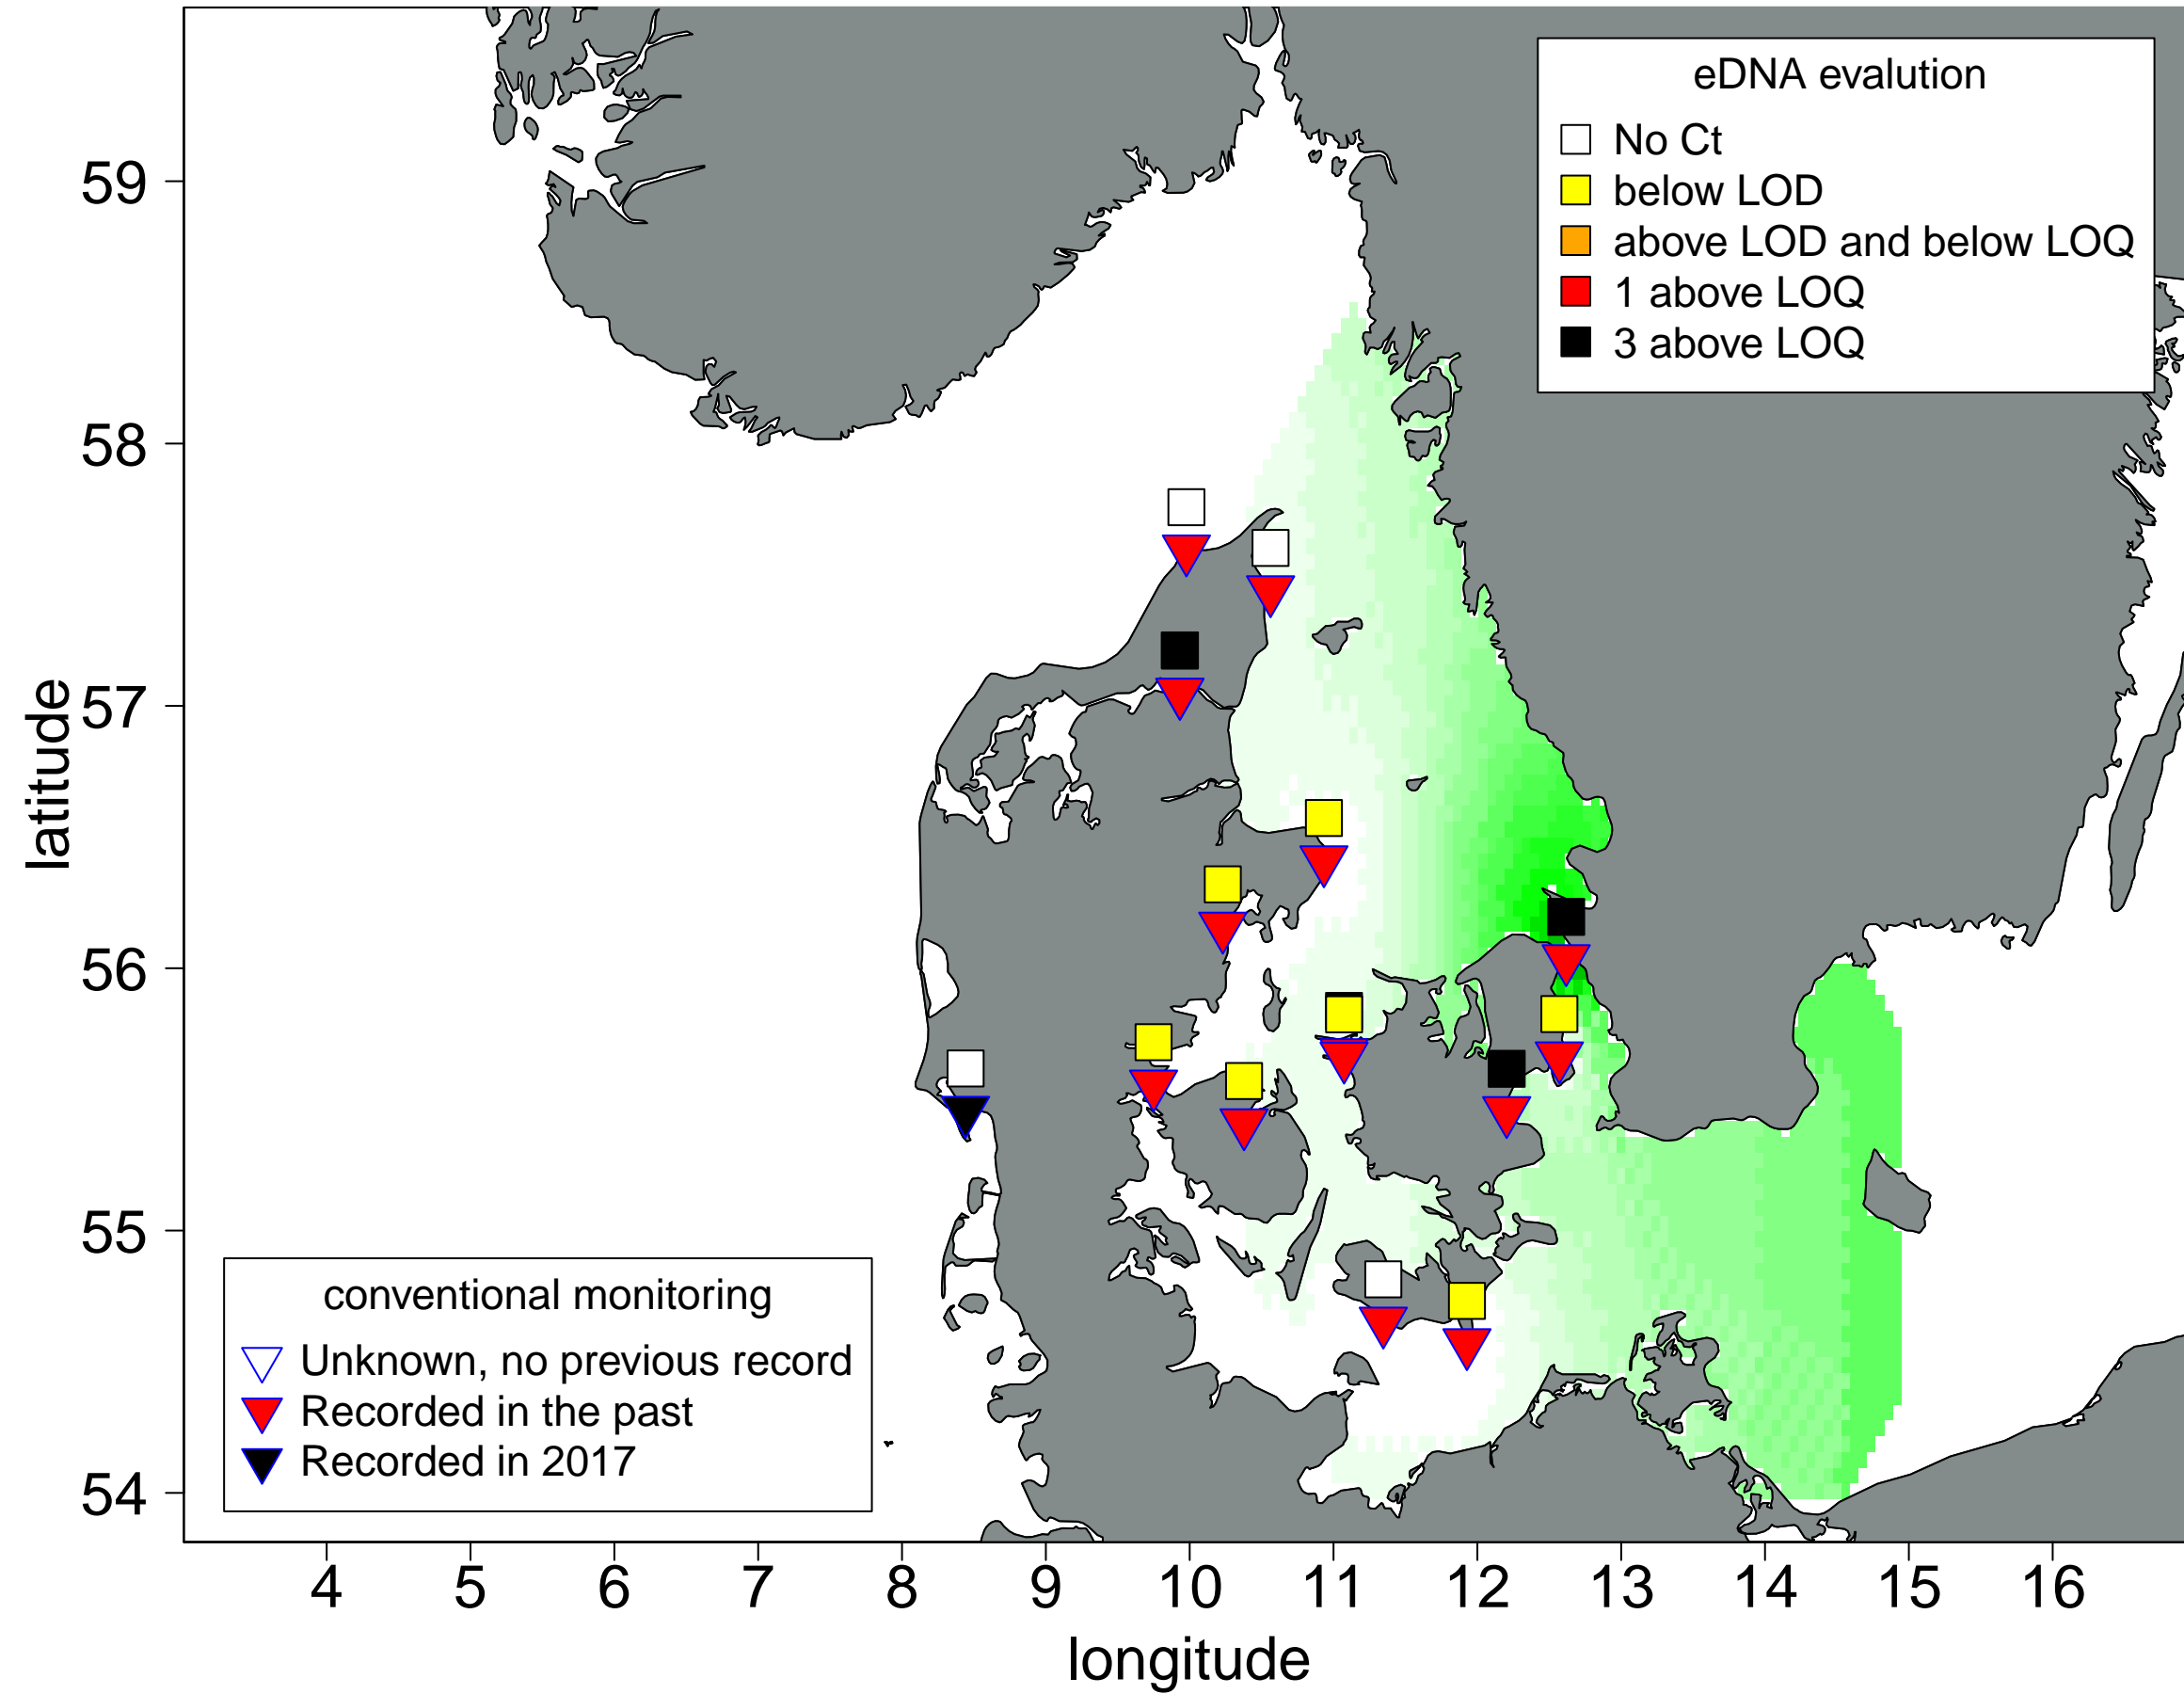 eDNA evalution
No Ct
below LOD
above LOD and below LOQ
1 above LOQ
3 above LOQ
59
58
57
56
55
54
latitude
conventional monitoring
Unknown, no previous record
Recorded in the past
Recorded in 2017
4 5 6 7 8 9 10 11 12 13 14 15 16
longitude